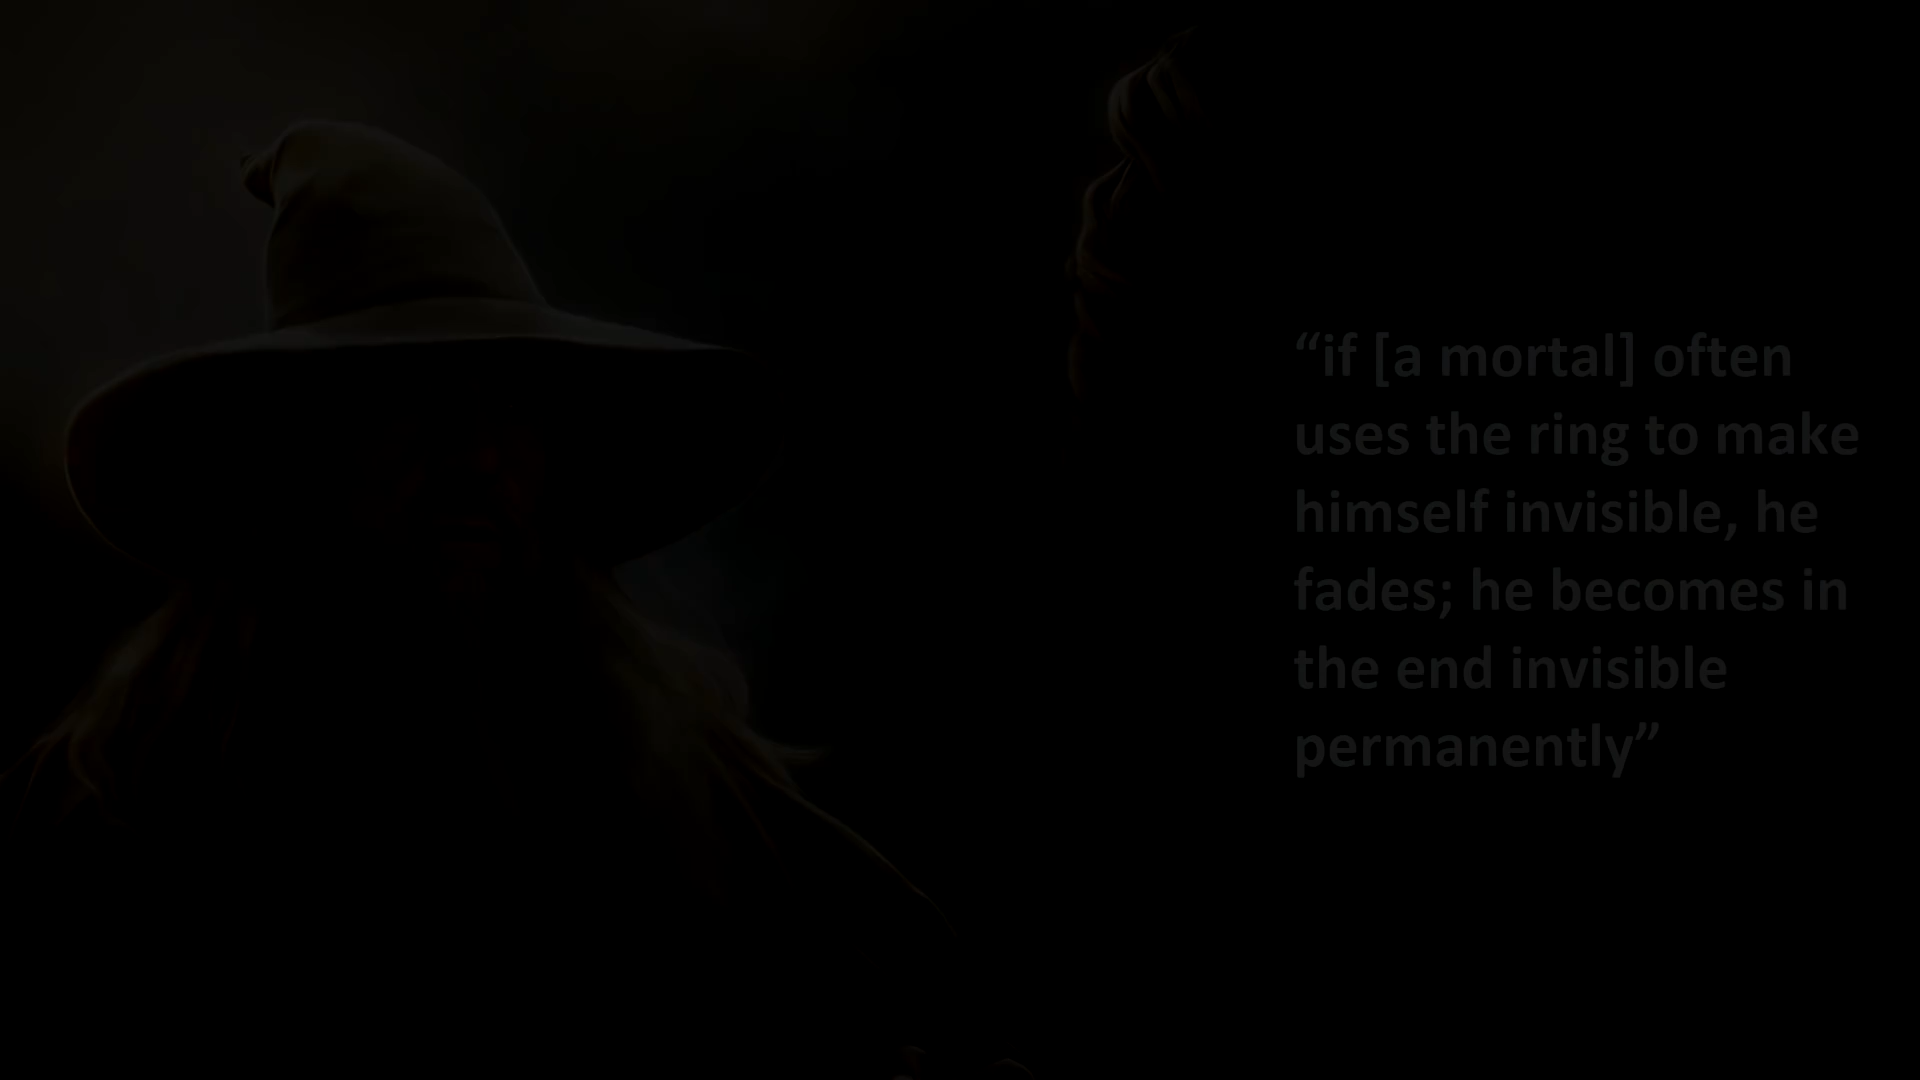 “if [a mortal] often
uses the ring to make
himself invisible, he
fades; he becomes in
the end invisible
permanently”